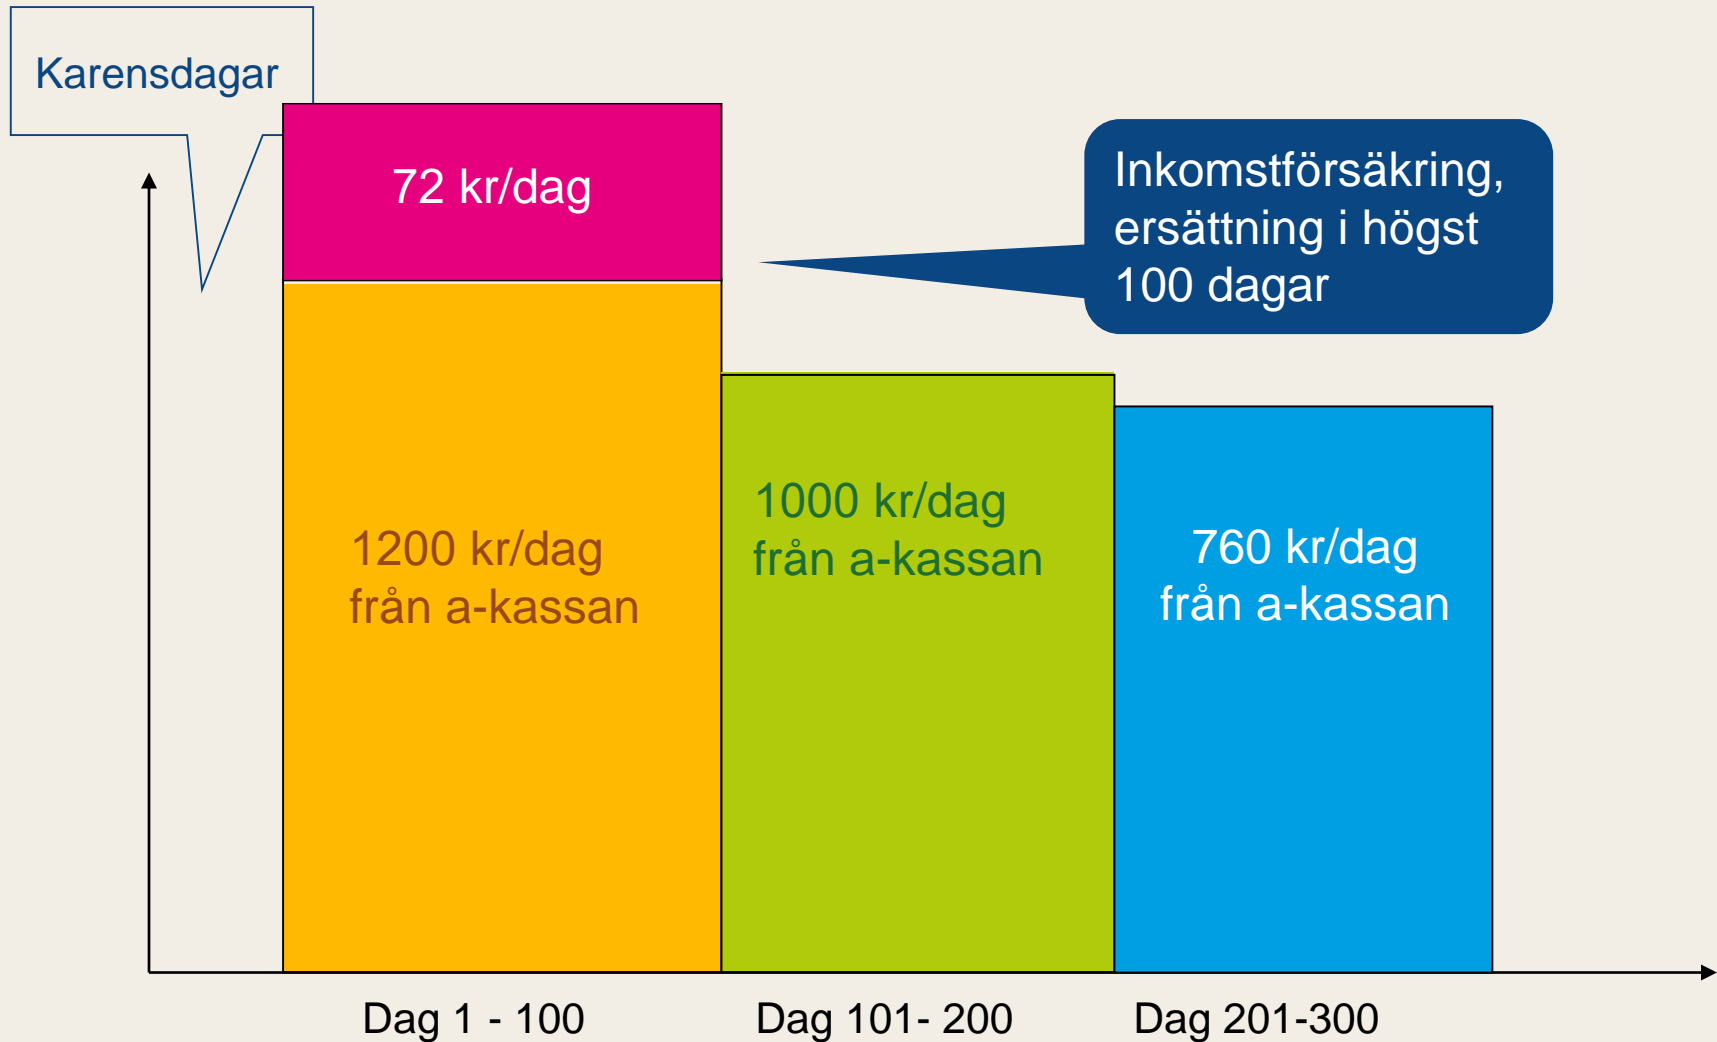 Karensdagar
72 kr/dag
Inkomstförsäkring,
ersättning i högst
100 dagar
1200 kr/dag
från a-kassan
1000 kr/dag
från a-kassan
760 kr/dag
från a-kassan
Dag 1 - 100
Dag 101- 200
Dag 201-300